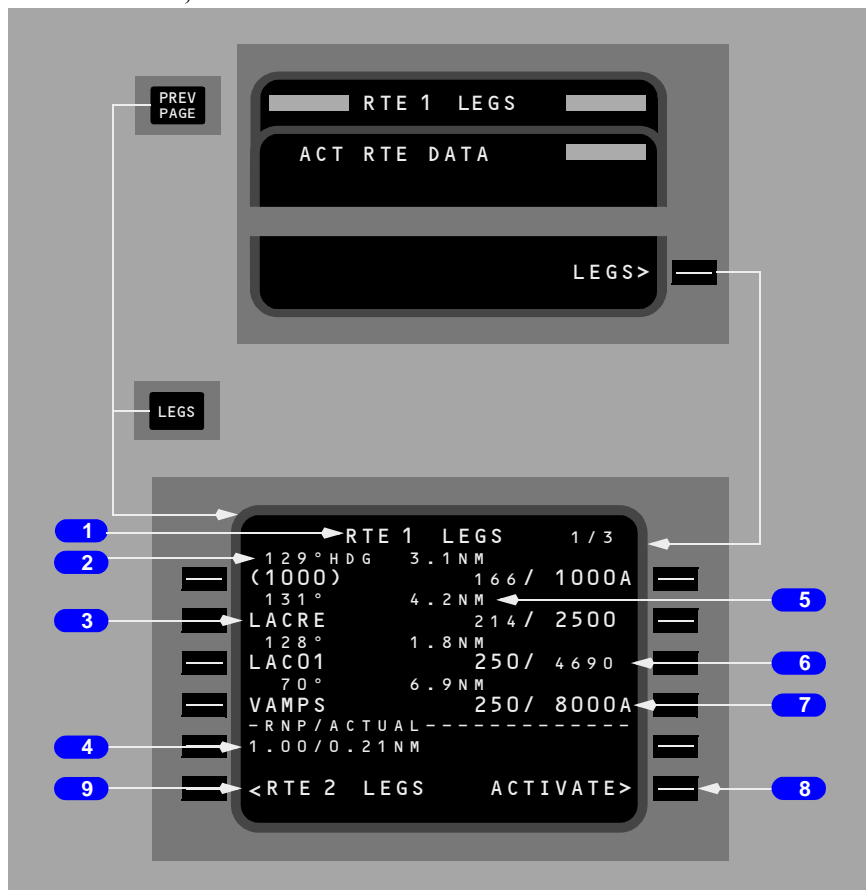 PREV
PAGE
RTE 1 LEGS
ACT RTE DATA
LEGS>
LEGS
RTE 1 LEGS 1/3
129°HDG 3.1NM
(1000) 166/ 1000A
131° 4.2NM
LACRE 214/ 2500
128° 1.8NM
LACO1 250/ 4690
70° 6.9NM
VAMPS 250/ 8000A
-RNP/ACTUAL-------------
1.00/0.21NM
<RTE 2 LEGS ACTIVATE>
1
2
3
4
9
5
6
7
8